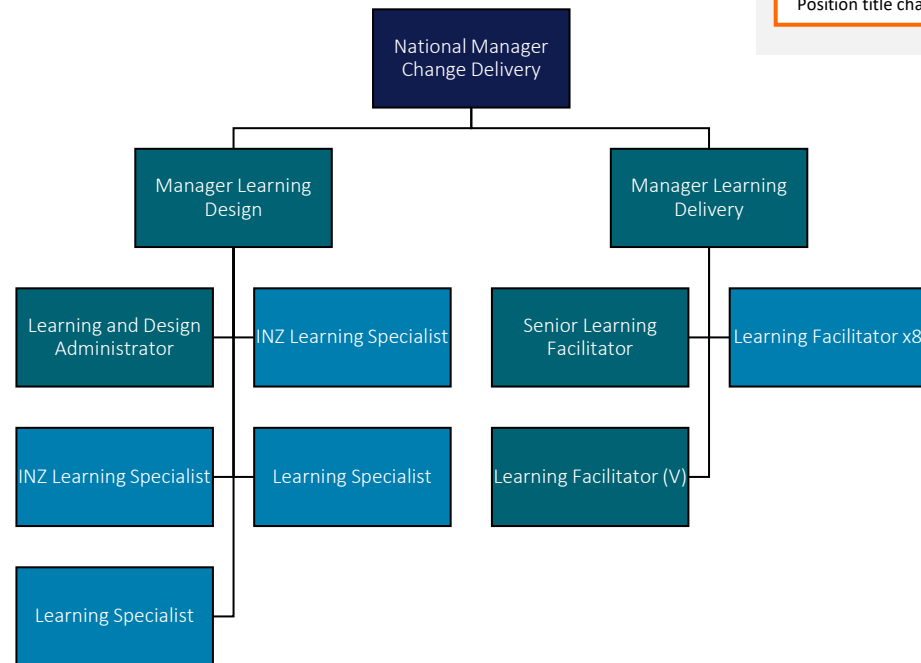 Position title cha
National Manager
Change Delivery
Manager Learning
Design
Manager Learning
Delivery
Learning and Design
Administrator
INZ Learning Specialist
Senior Learning
Facilitator
Learning Facilitator x8
INZ Learning Specialist
Learning Specialist
Learning Facilitator (V)
Learning Specialist